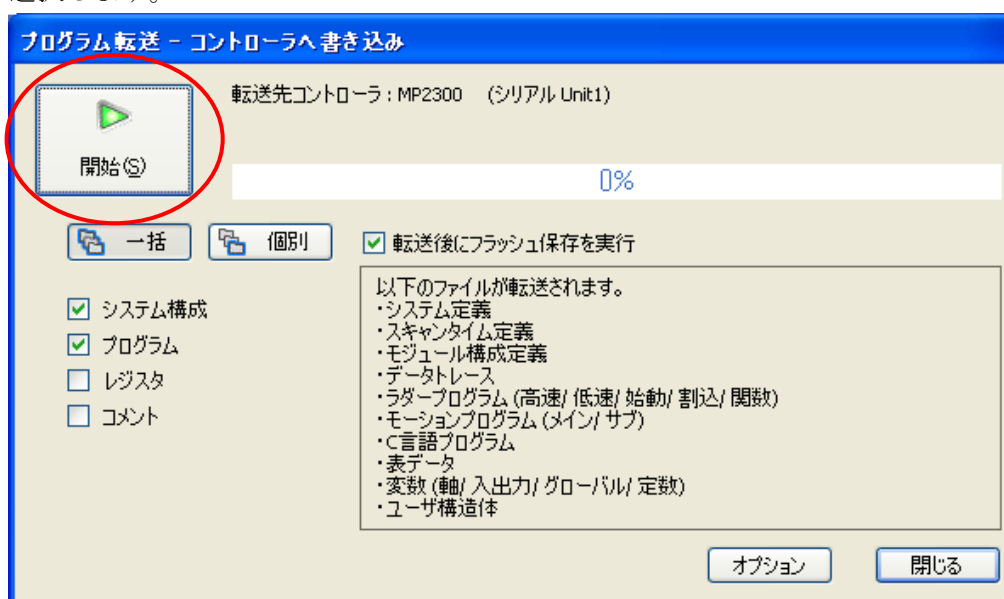 プログラム転送 - コントローラへ書き込み
転送先コントローラ : MP2300 (シリアル Unit1)
開始(S)
0%
一括 個別 転送後にフラッシュ保存を実行
以下のファイルが転送されます。
・システム定義
・スキャンタイム定義
・モジュール構成定義
・データトレース
・ラダープログラム (高速/ 低速/ 始動/ 割込/ 関数)
・モーションプログラム (メイン/ サブ)
・C言語プログラム
・表データ
・変数 (軸/ 入出力/ グローバル/ 定数)
・ユーザ構造体
システム構成
プログラム
レジスタ
コメント
オプション 閉じる